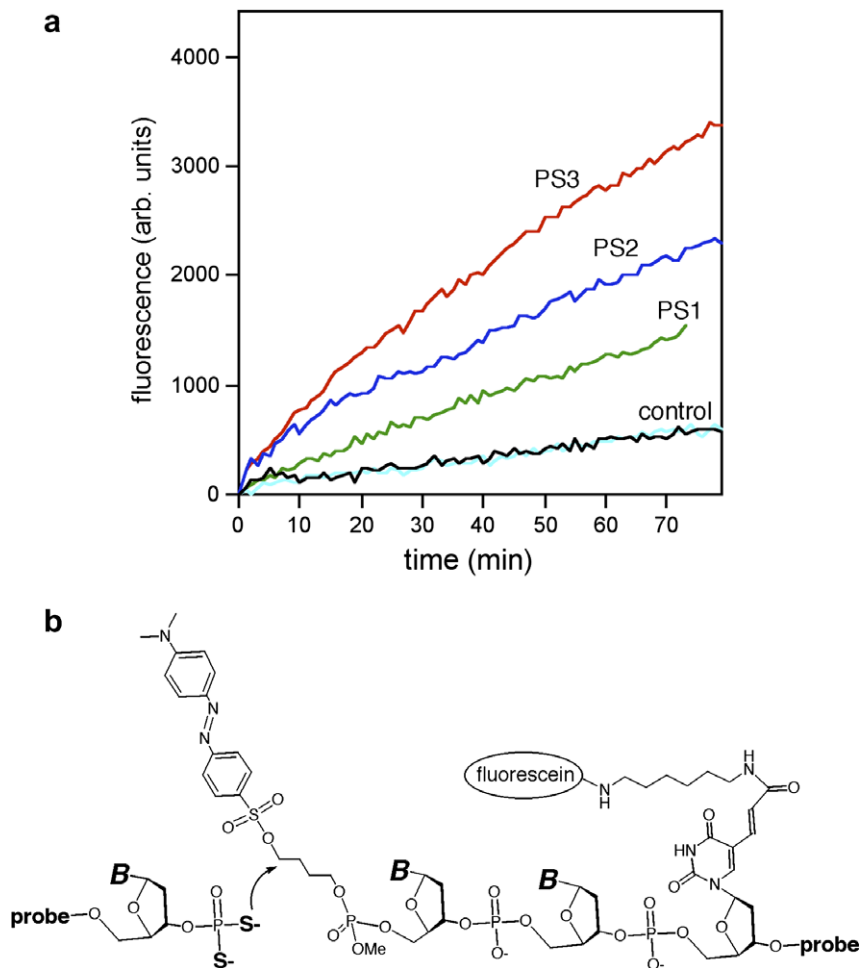 a
4000
3000
2000
1000
0
fluorescence (arb. units)
PS3
PS2
PS1
control
0 10 20 30 40 50 60 70
time (min)
b
N
N
N
O
S
O
O
fluorescein
N
H
H
N
O
O
HN
O
N
B
B
B
probe
O
O
O
P
S-
S-
O
O
P
O
OMe
O
O
O
P
O
O-
O
O
O
P
O
O-
O
O
O
probe